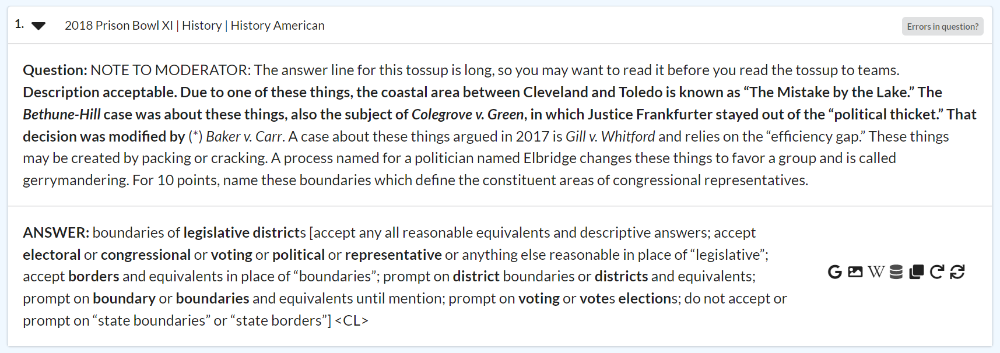 1. 2018 Prison Bowl XI | History | History American
Errors in question?
Question: NOTE TO MODERATOR: The answer line for this tossup is long, so you may want to read it before you read the tossup to teams.
Description acceptable. Due to one of these things, the coastal area between Cleveland and Toledo is known as “The Mistake by the Lake.” The
Bethune-Hill case was about these things, also the subject of Colegrove v. Green, in which Justice Frankfurter stayed out of the “political thicket.” That
decision was modified by (*) Baker v. Carr. A case about these things argued in 2017 is Gill v. Whitford and relies on the “efficiency gap.” These things
may be created by packing or cracking. A process named for a politician named Elbridge changes these things to favor a group and is called
gerrymandering. For 10 points, name these boundaries which define the constituent areas of congressional representatives.
ANSWER: boundaries of legislative districts [accept any all reasonable equivalents and descriptive answers; accept
electoral or congressional or voting or political or representative or anything else reasonable in place of “legislative”;
accept borders and equivalents in place of “boundaries”; prompt on district boundaries or districts and equivalents;
prompt on boundary or boundaries and equivalents until mention; prompt on voting or votes elections; do not accept or
prompt on “state boundaries” or “state borders”] <CL>
G W